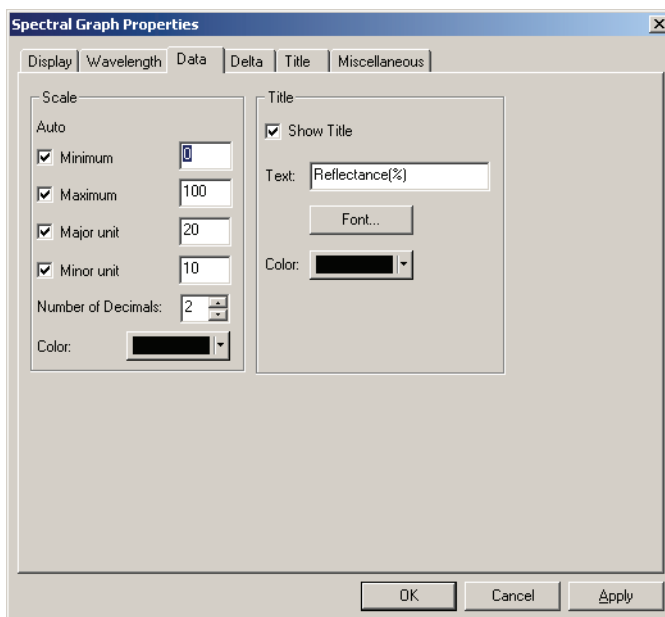 Spectral Graph Properties
Display Wavelength Data Delta Title Miscellaneous
Scale
Auto
Minimum 0
Maximum 100
Major unit 20
Minor unit 10
Number of Decimals: 2
Color:
Title
Show Title
Text: Reflectance(%)
Font...
Color:
OK Cancel Apply